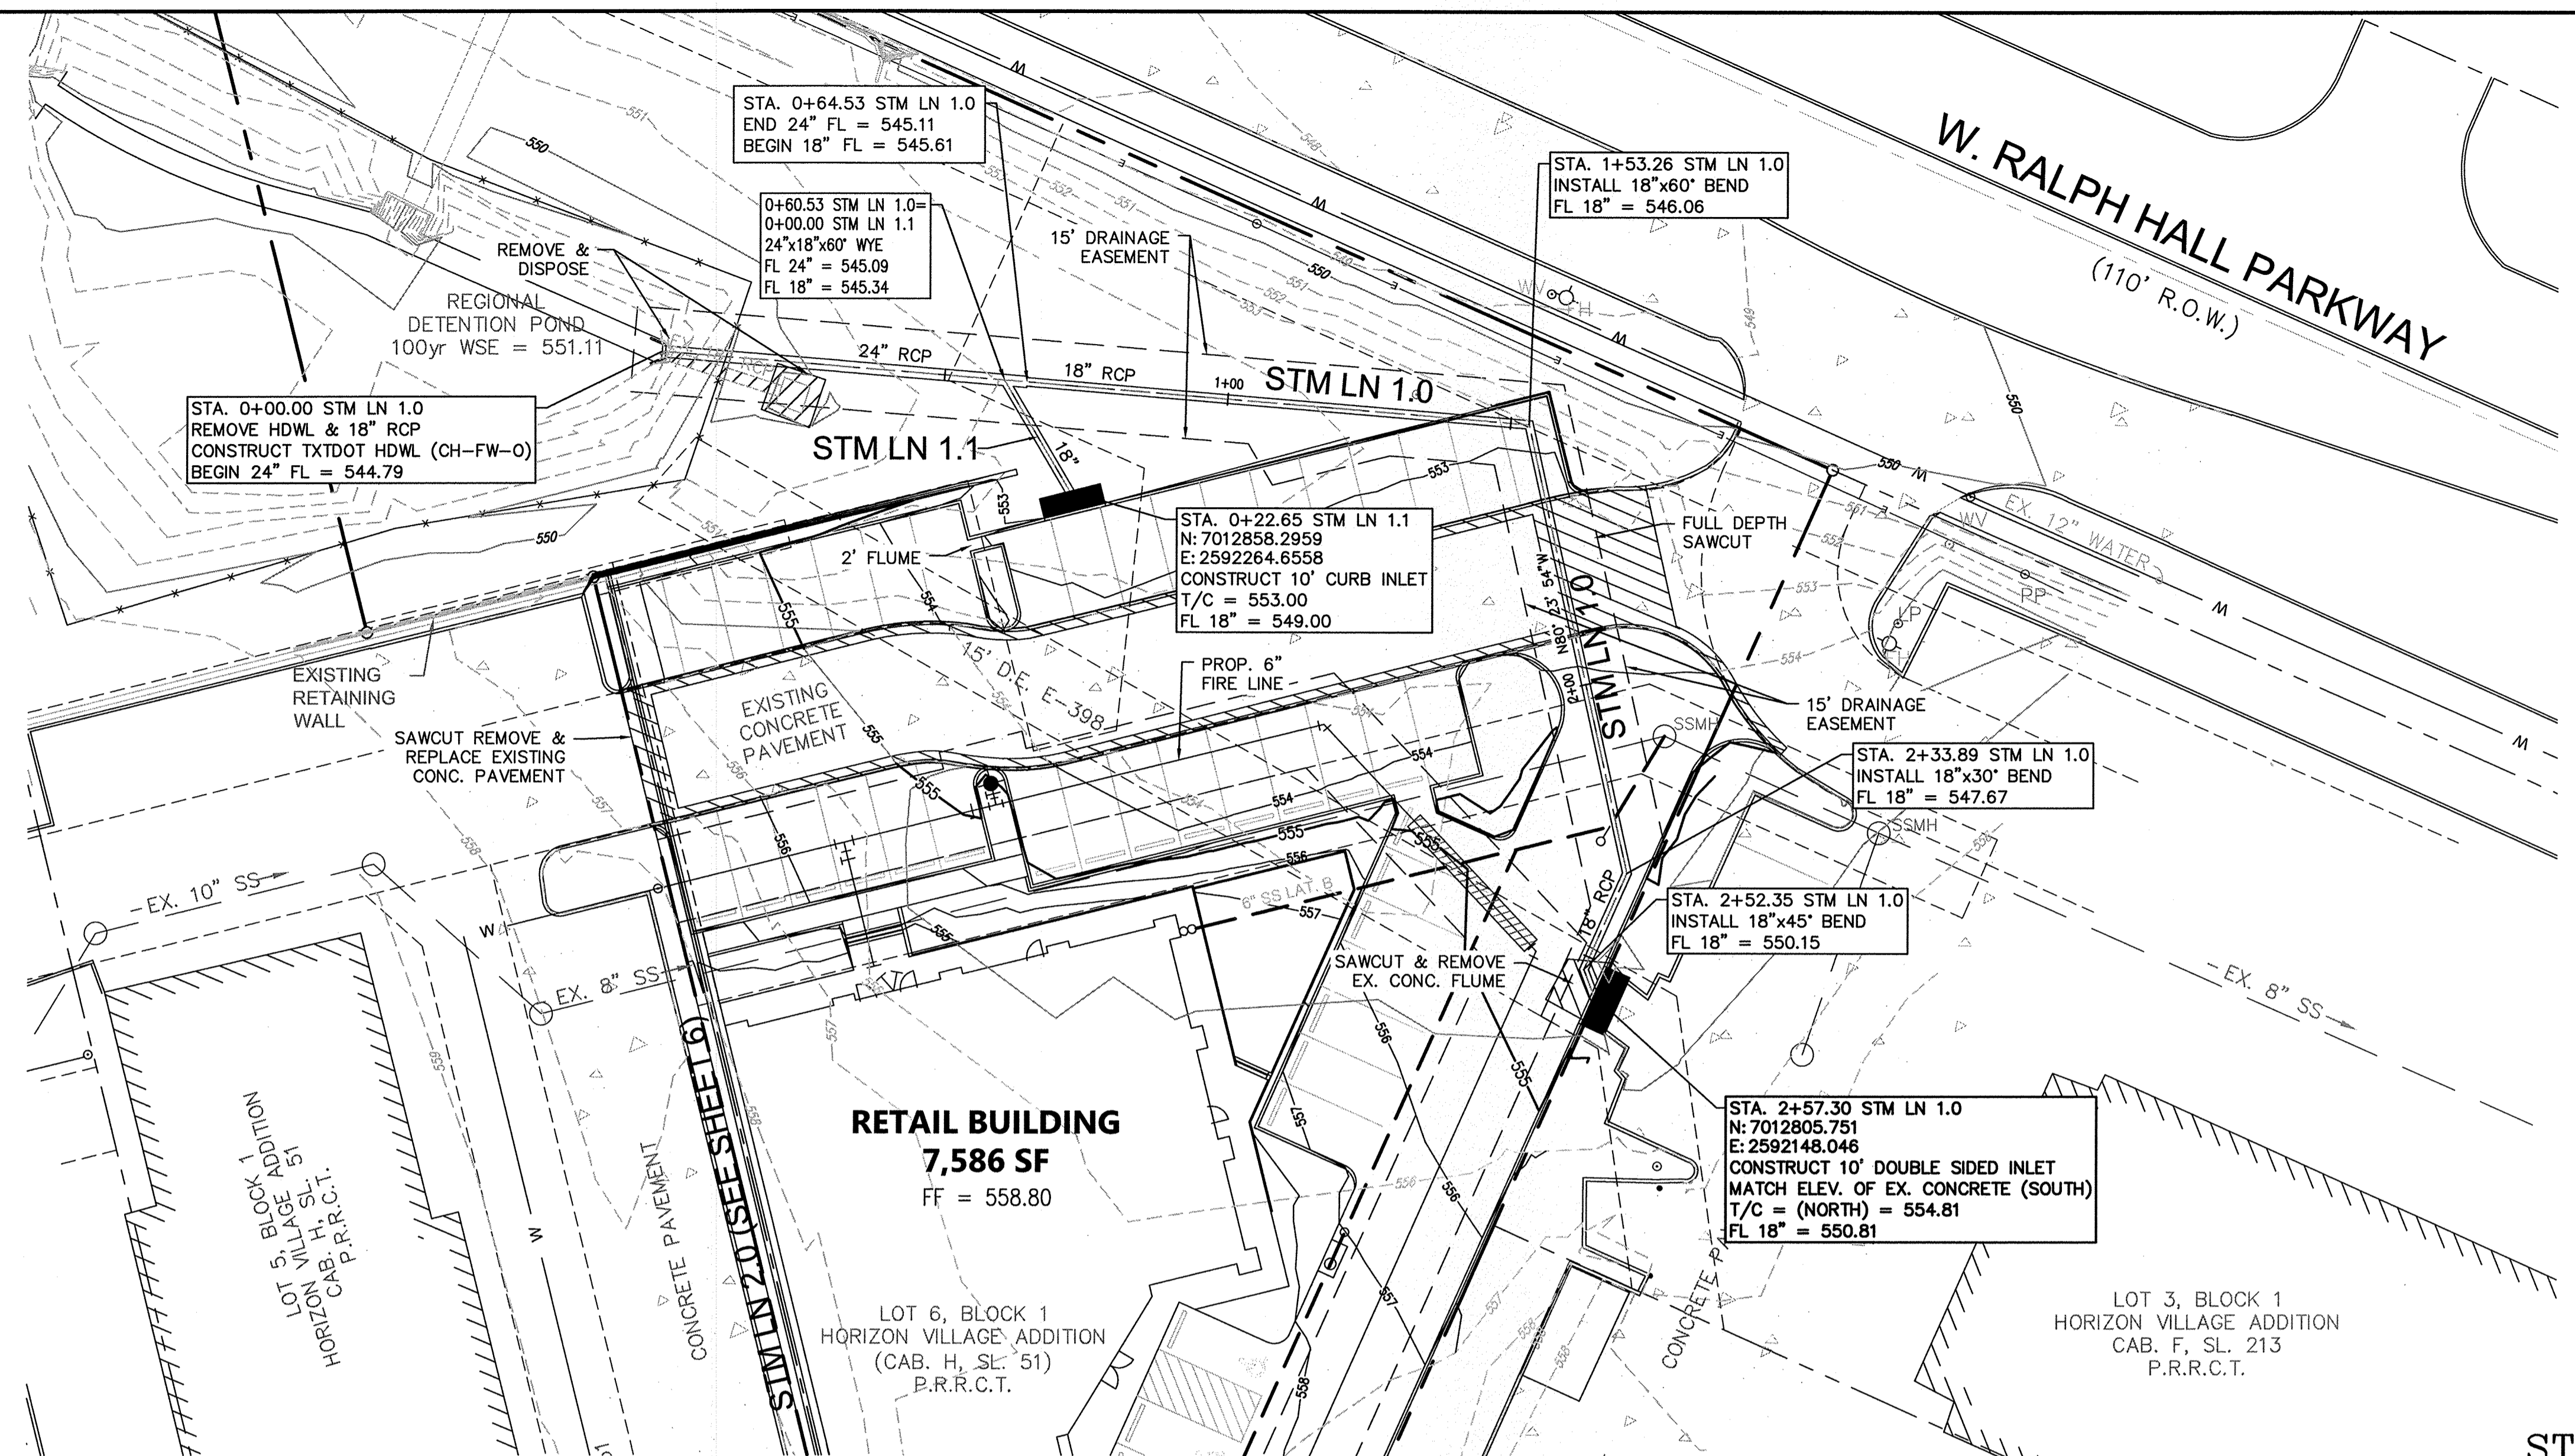 STA. 0+64.53 STM LN 1.0
END 24" FL = 545.11
BEGIN 18" FL = 545.61
0+60.53 STM LN 1.0=
0+00.00 STM LN 1.1
24"x18"x60° WYE
FL 24" = 545.09
FL 18" = 545.34
STA. 1+53.26 STM LN 1.0
INSTALL 18"x60° BEND
FL 18" = 546.06
W. RALPH HALL PARKWAY
(110' R.O.W.)
15' DRAINAGE
EASEMENT
REMOVE &
DISPOSE
REGIONAL
DETENTION POND
100yr WSE = 551.11
24" RCP
18" RCP
1+00
STM LN 1.0
STA. 0+00.00 STM LN 1.0
REMOVE HDWL & 18" RCP
CONSTRUCT TXTDOT HDWL (CH-FW-O)
BEGIN 24" FL = 544.79
STM LN 1.1
18"
STA. 0+22.65 STM LN 1.1
N: 7012858.2959
E: 2592264.6558
CONSTRUCT 10' CURB INLET
T/C = 553.00
FL 18" = 549.00
FULL DEPTH
SAWCUT
EX. 12" WATER
WV
PP
LP
FH
WV
FH
2' FLUME
N80° 23' 54"W
STM LN 1.0
2+00
15' D.E. E-398
PROP. 6"
FIRE LINE
EXISTING
RETAINING
WALL
EXISTING
CONCRETE
PAVEMENT
SAWCUT REMOVE &
REPLACE EXISTING
CONC. PAVEMENT
15' DRAINAGE
EASEMENT
SSMH
STA. 2+33.89 STM LN 1.0
INSTALL 18"x30° BEND
FL 18" = 547.67
SSMH
EX. 10" SS
EX. 8" SS
6" SS LAT. B
18" RCP
STA. 2+52.35 STM LN 1.0
INSTALL 18"x45° BEND
FL 18" = 550.15
SAWCUT & REMOVE
EX. CONC. FLUME
EX. 8" SS
STA. 2+57.30 STM LN 1.0
N: 7012805.751
E: 2592148.046
CONSTRUCT 10' DOUBLE SIDED INLET
MATCH ELEV. OF EX. CONCRETE (SOUTH)
T/C = (NORTH) = 554.81
FL 18" = 550.81
RETAIL BUILDING
7,586 SF
FF = 558.80
STM LN 2.0 (SEE SHEET 6)
CONCRETE PAVEMENT
LOT 5, BLOCK 1
HORIZON VILLAGE ADDITION
CAB. H, SL. 51
P.R.R.C.T.
LOT 6, BLOCK 1
HORIZON VILLAGE ADDITION
(CAB. H, SL. 51)
P.R.R.C.T.
LOT 3, BLOCK 1
HORIZON VILLAGE ADDITION
CAB. F, SL. 213
P.R.R.C.T.
CONCRETE
ST